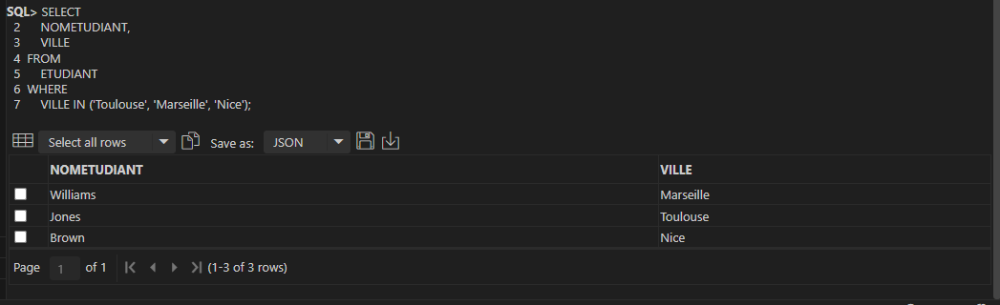 SQL> SELECT
2 NOMETUDIANT,
3 VILLE
4 FROM
5 ETUDIANT
6 WHERE
7 VILLE IN ('Toulouse', 'Marseille', 'Nice');
Select all rows Save as: JSON
NOMETUDIANT VILLE
Williams Marseille
Jones Toulouse
Brown Nice
Page 1 of 1 (1-3 of 3 rows)